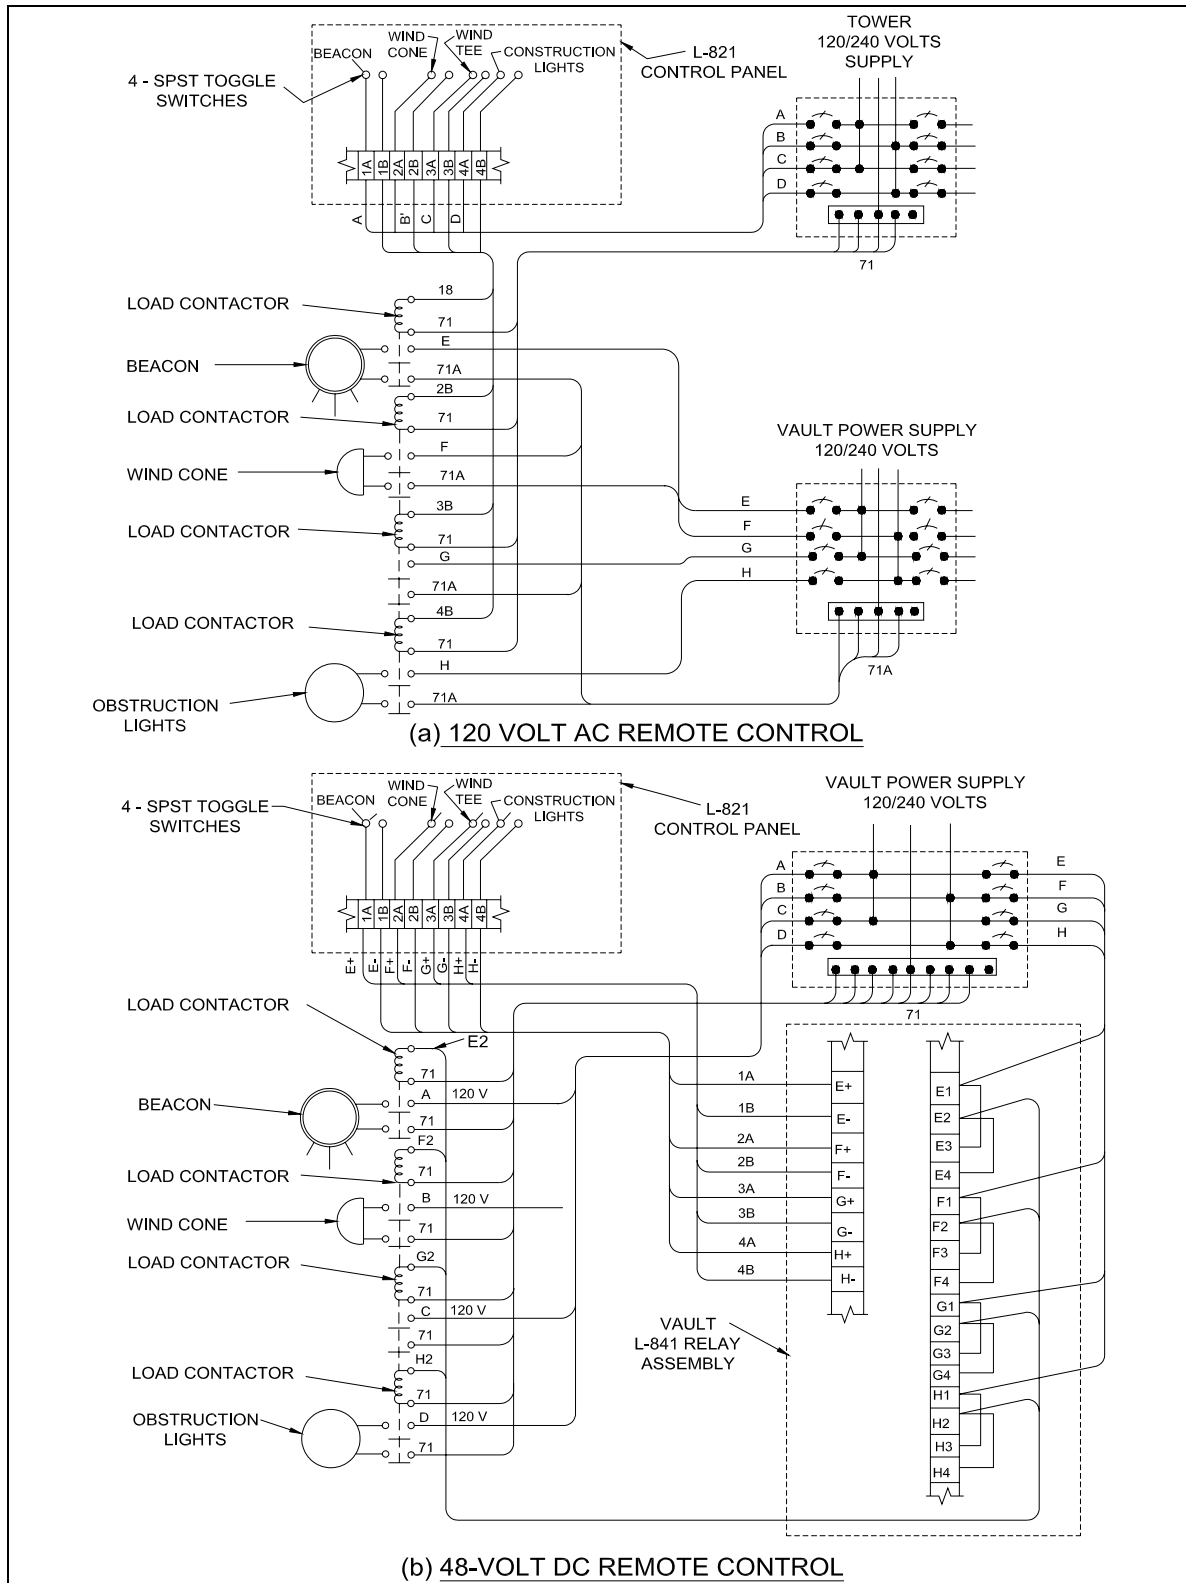 BEACON
WIND
CONE
WIND
TEE
CONSTRUCTION
LIGHTS
L-821
CONTROL PANEL
4 - SPST TOGGLE
SWITCHES
TOWER
120/240 VOLTS
SUPPLY
1A
1B
2A
2B
3A
3B
4A
4B
A
B'
C
D
A
B
C
D
71
LOAD CONTACTOR
18
71
BEACON
E
71A
LOAD CONTACTOR
2B
71
WIND CONE
F
71A
LOAD CONTACTOR
3B
71
G
71A
LOAD CONTACTOR
4B
71
OBSTRUCTION
LIGHTS
H
71A
VAULT POWER SUPPLY
120/240 VOLTS
E
F
G
H
71A
(a) 120 VOLT AC REMOTE CONTROL
4 - SPST TOGGLE
SWITCHES
BEACON
WIND
CONE
WIND
TEE
CONSTRUCTION
LIGHTS
L-821
CONTROL PANEL
VAULT POWER SUPPLY
120/240 VOLTS
1A
1B
2A
2B
3A
3B
4A
4B
E+
E-
F+
F-
G+
G-
H+
H-
A
B
C
D
E
F
G
H
71
LOAD CONTACTOR
E2
71
BEACON
A 120 V
71
LOAD CONTACTOR
F2
71
WIND CONE
B 120 V
71
LOAD CONTACTOR
G2
71
C 120 V
71
LOAD CONTACTOR
H2
71
OBSTRUCTION
LIGHTS
D 120 V
71
1A
1B
2A
2B
3A
3B
4A
4B
E+
E-
F+
F-
G+
G-
H+
H-
E1
E2
E3
E4
F1
F2
F3
F4
G1
G2
G3
G4
H1
H2
H3
H4
VAULT
L-841 RELAY
ASSEMBLY
(b) 48-VOLT DC REMOTE CONTROL